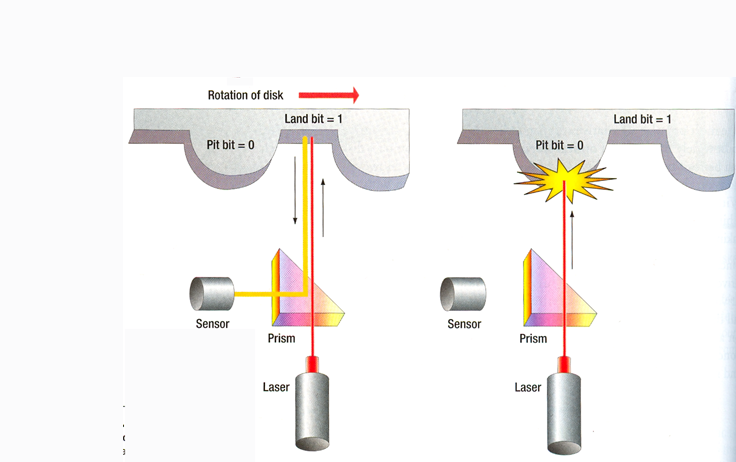 Rotation of disk
Land bit = 1
Pit bit = 0
Sensor
Prism
Laser
Land bit = 1
Pit bit = 0
Sensor
Prism
Laser